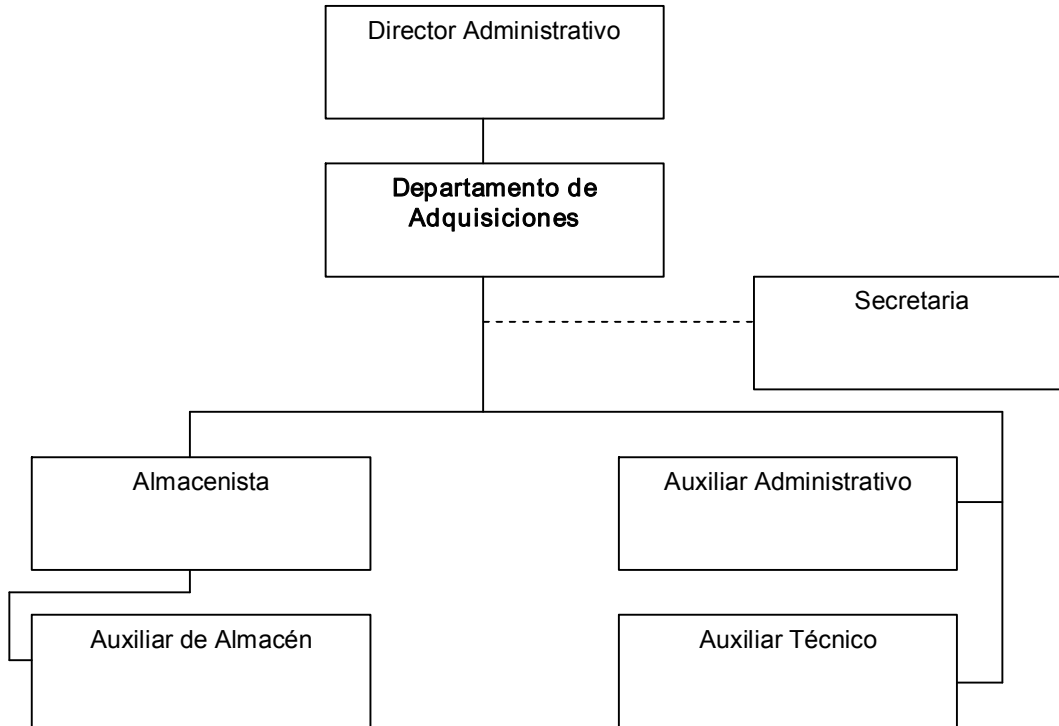 Director Administrativo
Departamento de
Adquisiciones
Secretaria
Almacenista
Auxiliar Administrativo
Auxiliar de Almacén
Auxiliar Técnico